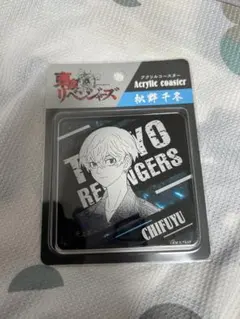 東京
リベンジャーズ
アクリルコースター
Acrylic coaster
松野千冬
TOKYO
REVENGERS
CHIFUYU